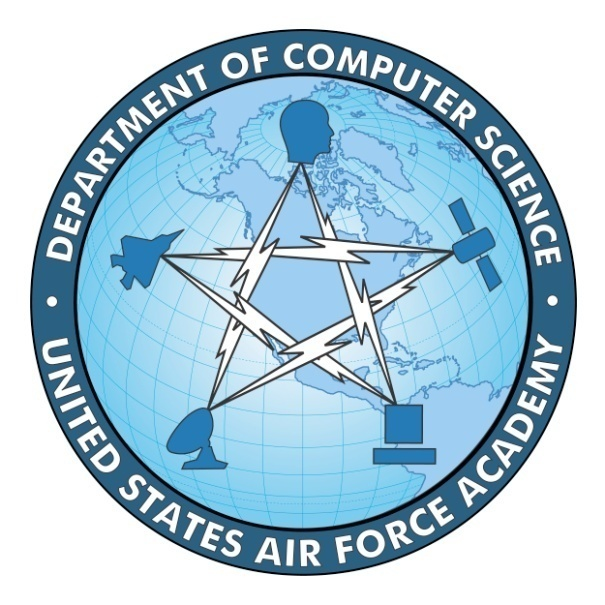 DEPARTMENT OF COMPUTER SCIENCE
UNITED STATES AIR FORCE ACADEMY